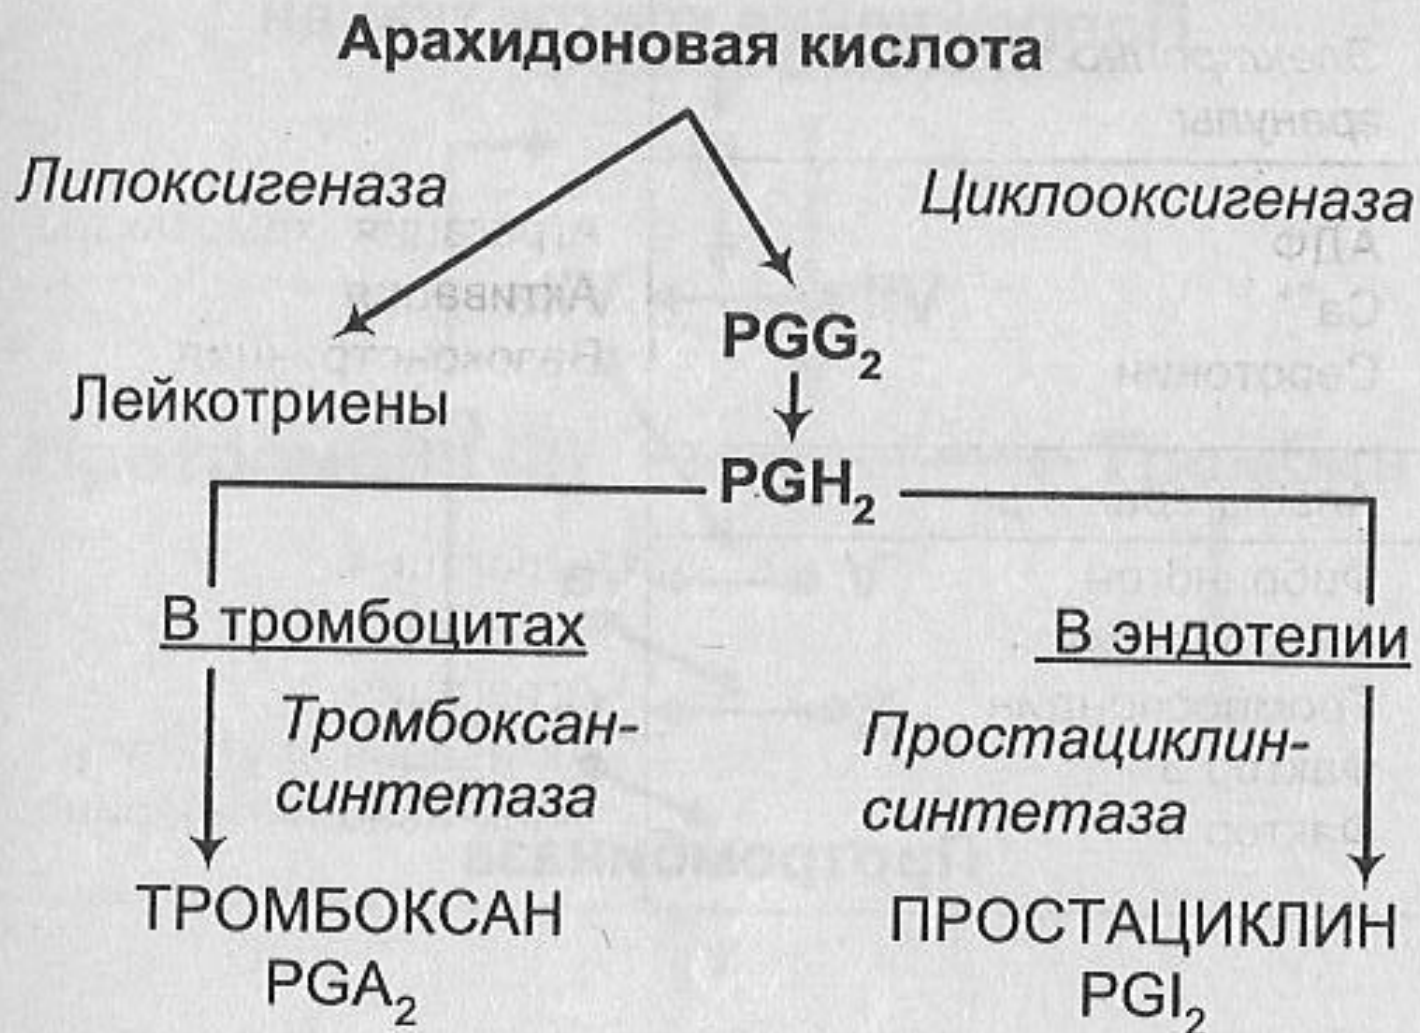 Арахидоновая кислота
Липоксигеназа
Циклооксигеназа
PGG₂
Лейкотриены
PGH₂
В тромбоцитах
В эндотелии
Тромбоксан-
синтетаза
Простациклин-
синтетаза
ТРОМБОКСАН
PGA₂
ПРОСТАЦИКЛИН
PGI₂